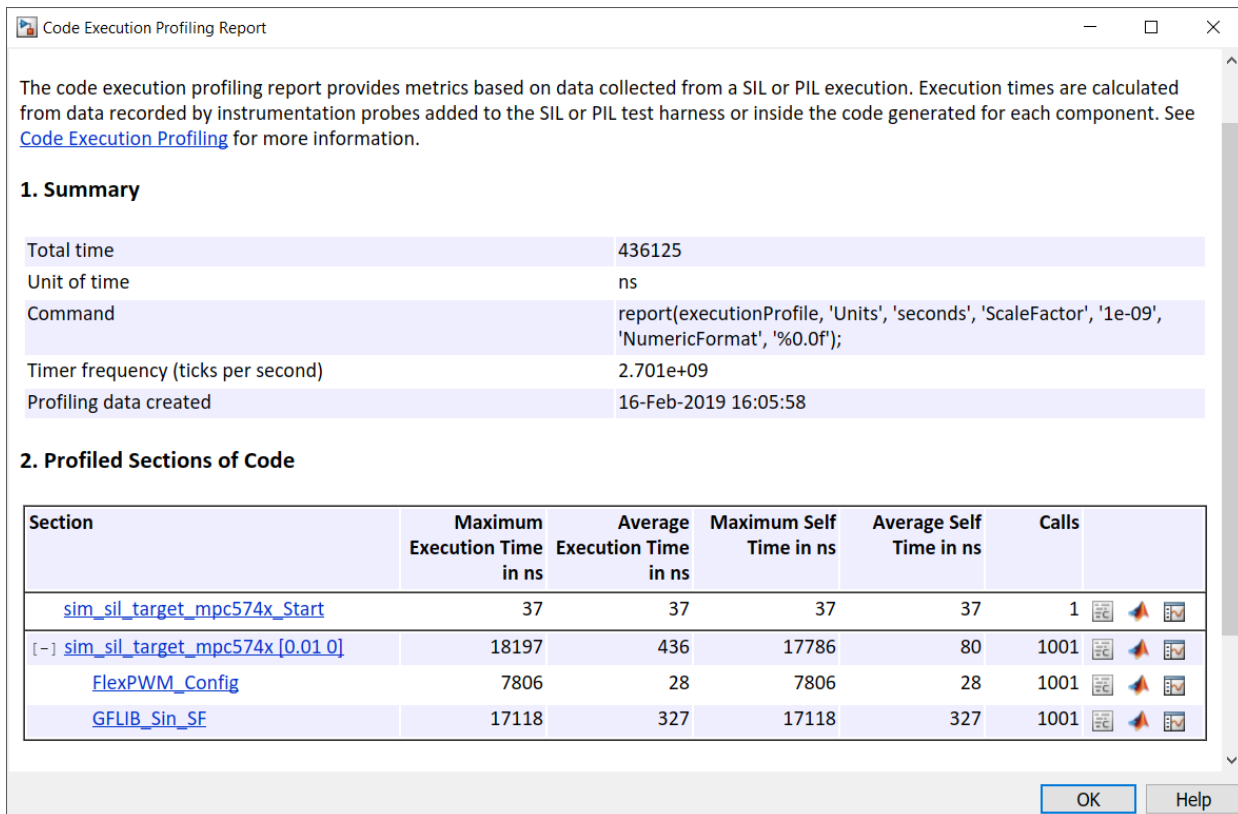 Code Execution Profiling Report
The code execution profiling report provides metrics based on data collected from a SIL or PIL execution. Execution times are calculated
from data recorded by instrumentation probes added to the SIL or PIL test harness or inside the code generated for each component. See
Code Execution Profiling for more information.
1. Summary
Total time 436125
Unit of time ns
Command report(executionProfile, 'Units', 'seconds', 'ScaleFactor', '1e-09',
'NumericFormat', '%0.0f');
Timer frequency (ticks per second) 2.701e+09
Profiling data created 16-Feb-2019 16:05:58
2. Profiled Sections of Code
Section Maximum Average Maximum Self Average Self Calls
Execution Time Execution Time Time in ns Time in ns
in ns in ns
sim_sil_target_mpc574x_Start 37 37 37 37 1
[-] sim_sil_target_mpc574x [0.01 0] 18197 436 17786 80 1001
FlexPWM_Config 7806 28 7806 28 1001
GFLIB_Sin_SF 17118 327 17118 327 1001
OK Help